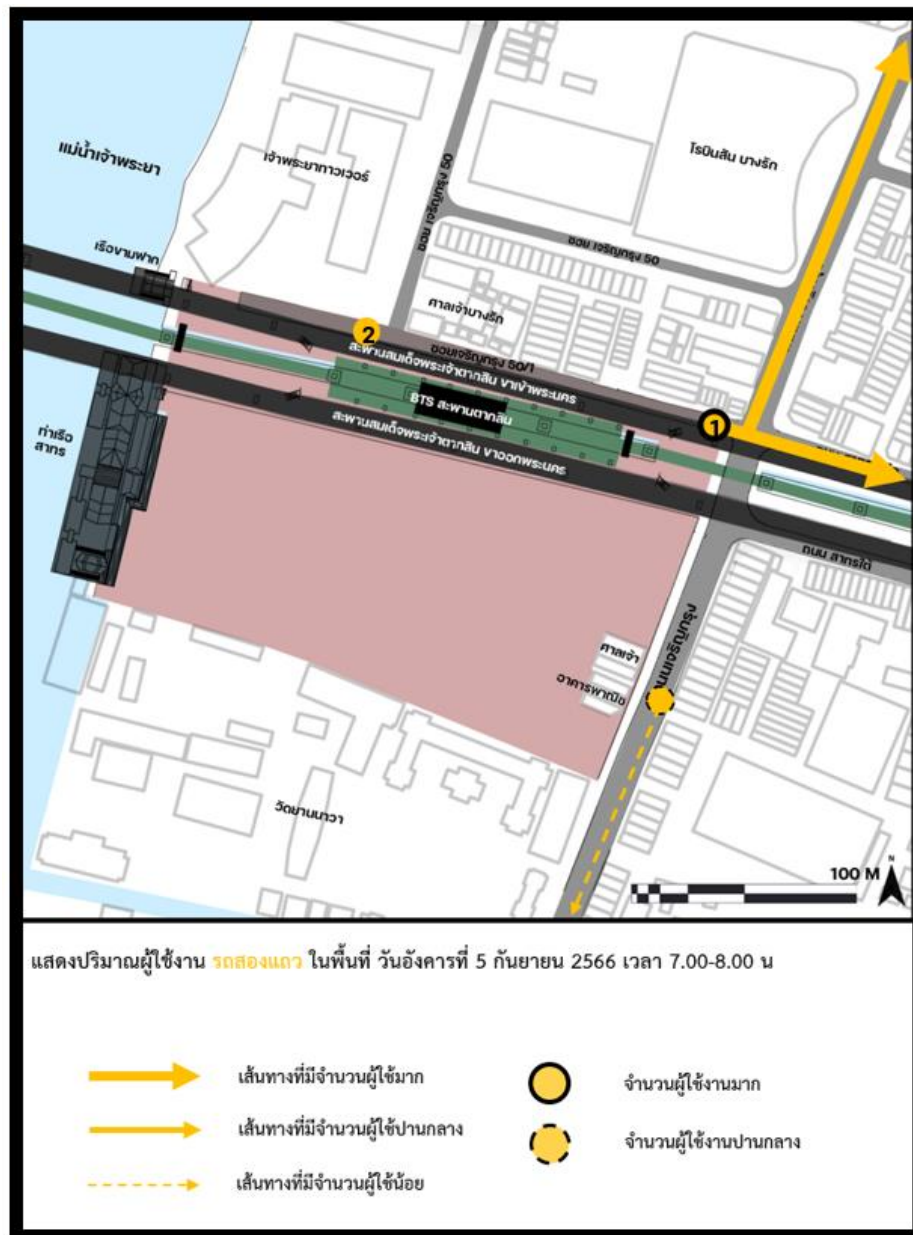 แม่น้ำเจ้าพระยา
เจ้าพระยาทาวเวอร์
ซอย เจริญกรุง 50
โรบินสัน บางรัก
เรือข้ามฟาก
ซอย เจริญกรุง 50
ศาลเจ้าบางรัก
2
ซอยเจริญกรุง 50/1
สะพานสมเด็จพระเจ้าตากสิน ขาเข้าพระนคร
BTS สะพานตากสิน
1
ท่าเรือ
สาทร
สะพานสมเด็จพระเจ้าตากสิน ขาออกพระนคร
ถนน สาทรใต้
ถนนเจริญกรุง
ศาลเจ้า
อาคารพาณิช
วัดยานนาวา
100 M
N
แสดงปริมาณผู้ใช้งาน รถสองแถว ในพื้นที่ วันอังคารที่ 5 กันยายน 2566 เวลา 7.00-8.00 น
เส้นทางที่มีจำนวนผู้ใช้มาก
จำนวนผู้ใช้งานมาก
เส้นทางที่มีจำนวนผู้ใช้ปานกลาง
จำนวนผู้ใช้งานปานกลาง
เส้นทางที่มีจำนวนผู้ใช้น้อย